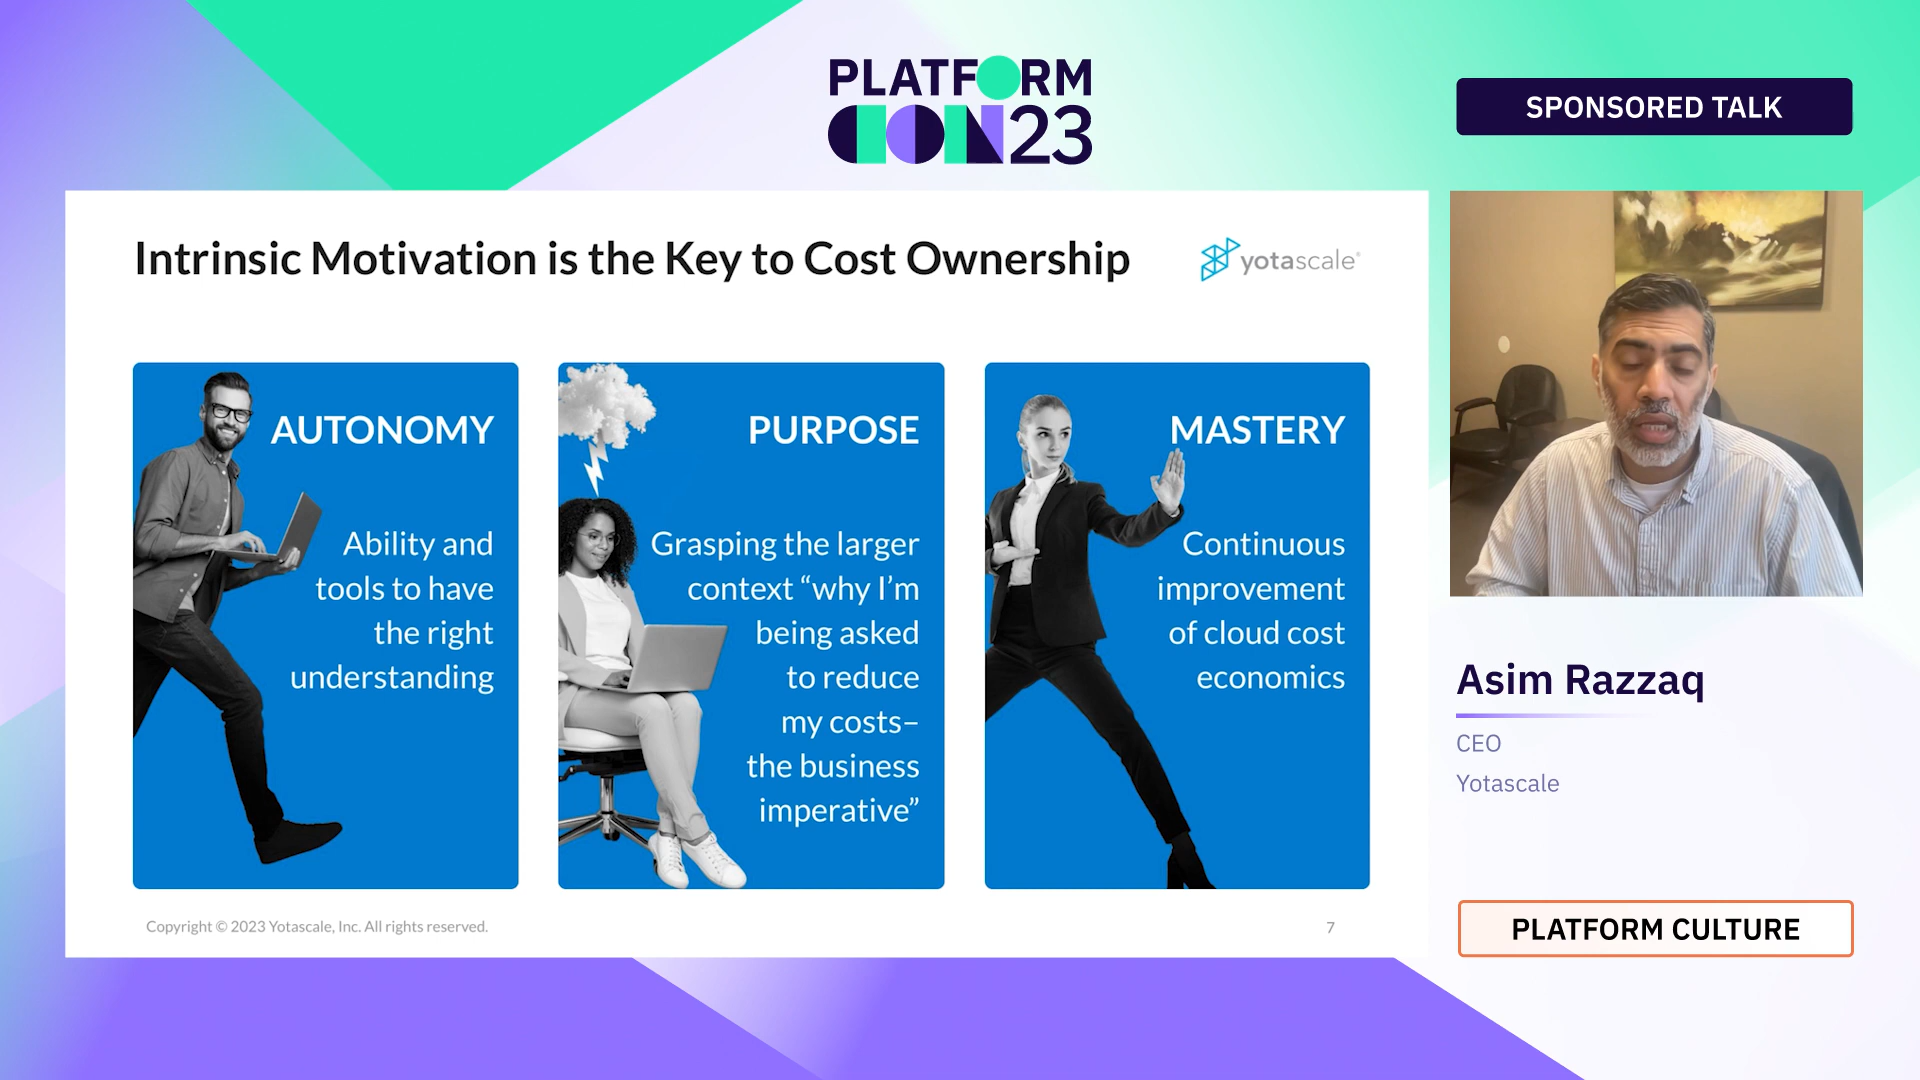 PLATFORM
CON23
SPONSORED TALK
Intrinsic Motivation is the Key to Cost Ownership
yotascale®
AUTONOMY
Ability and
tools to have
the right
understanding
PURPOSE
Grasping the larger
context “why I’m
being asked
to reduce
my costs–
the business
imperative”
MASTERY
Continuous
improvement
of cloud cost
economics
Copyright © 2023 Yotascale, Inc. All rights reserved.
7
Asim Razzaq
CEO
Yotascale
PLATFORM CULTURE